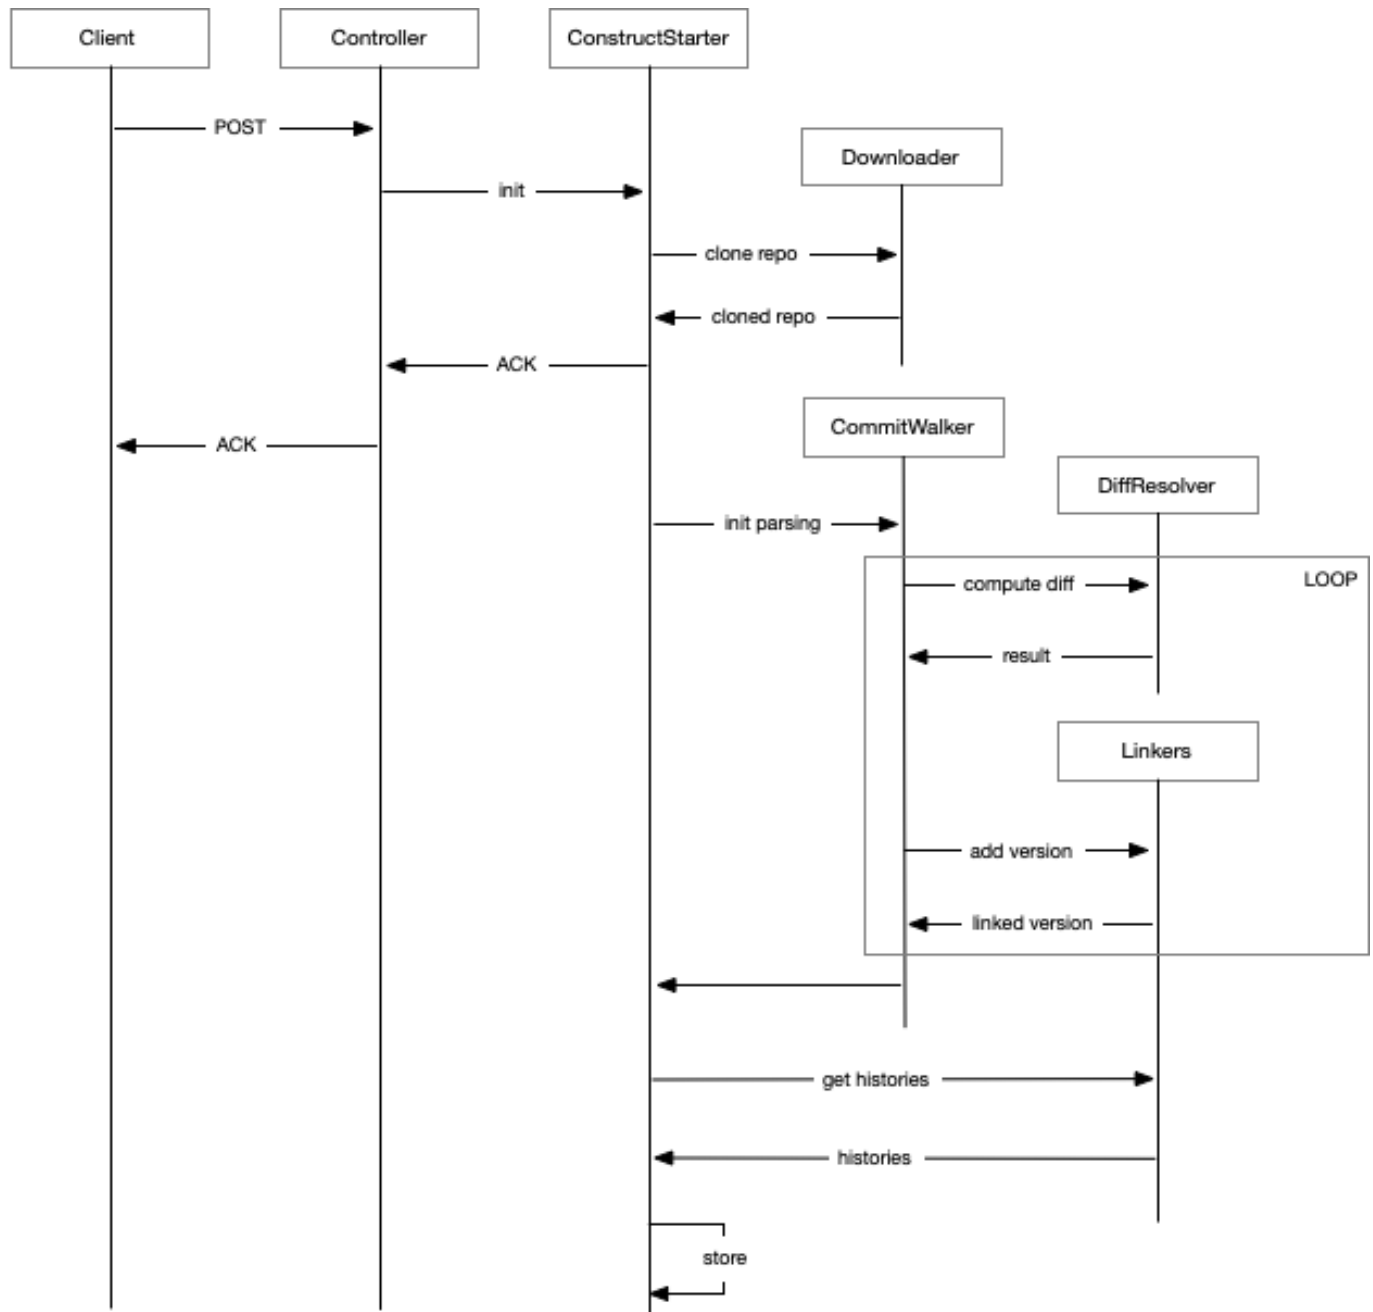 Client
Controller
ConstructStarter
POST
Downloader
init
clone repo
cloned repo
ACK
CommitWalker
ACK
DiffResolver
init parsing
LOOP
compute diff
result
Linkers
add version
linked version
get histories
histories
store